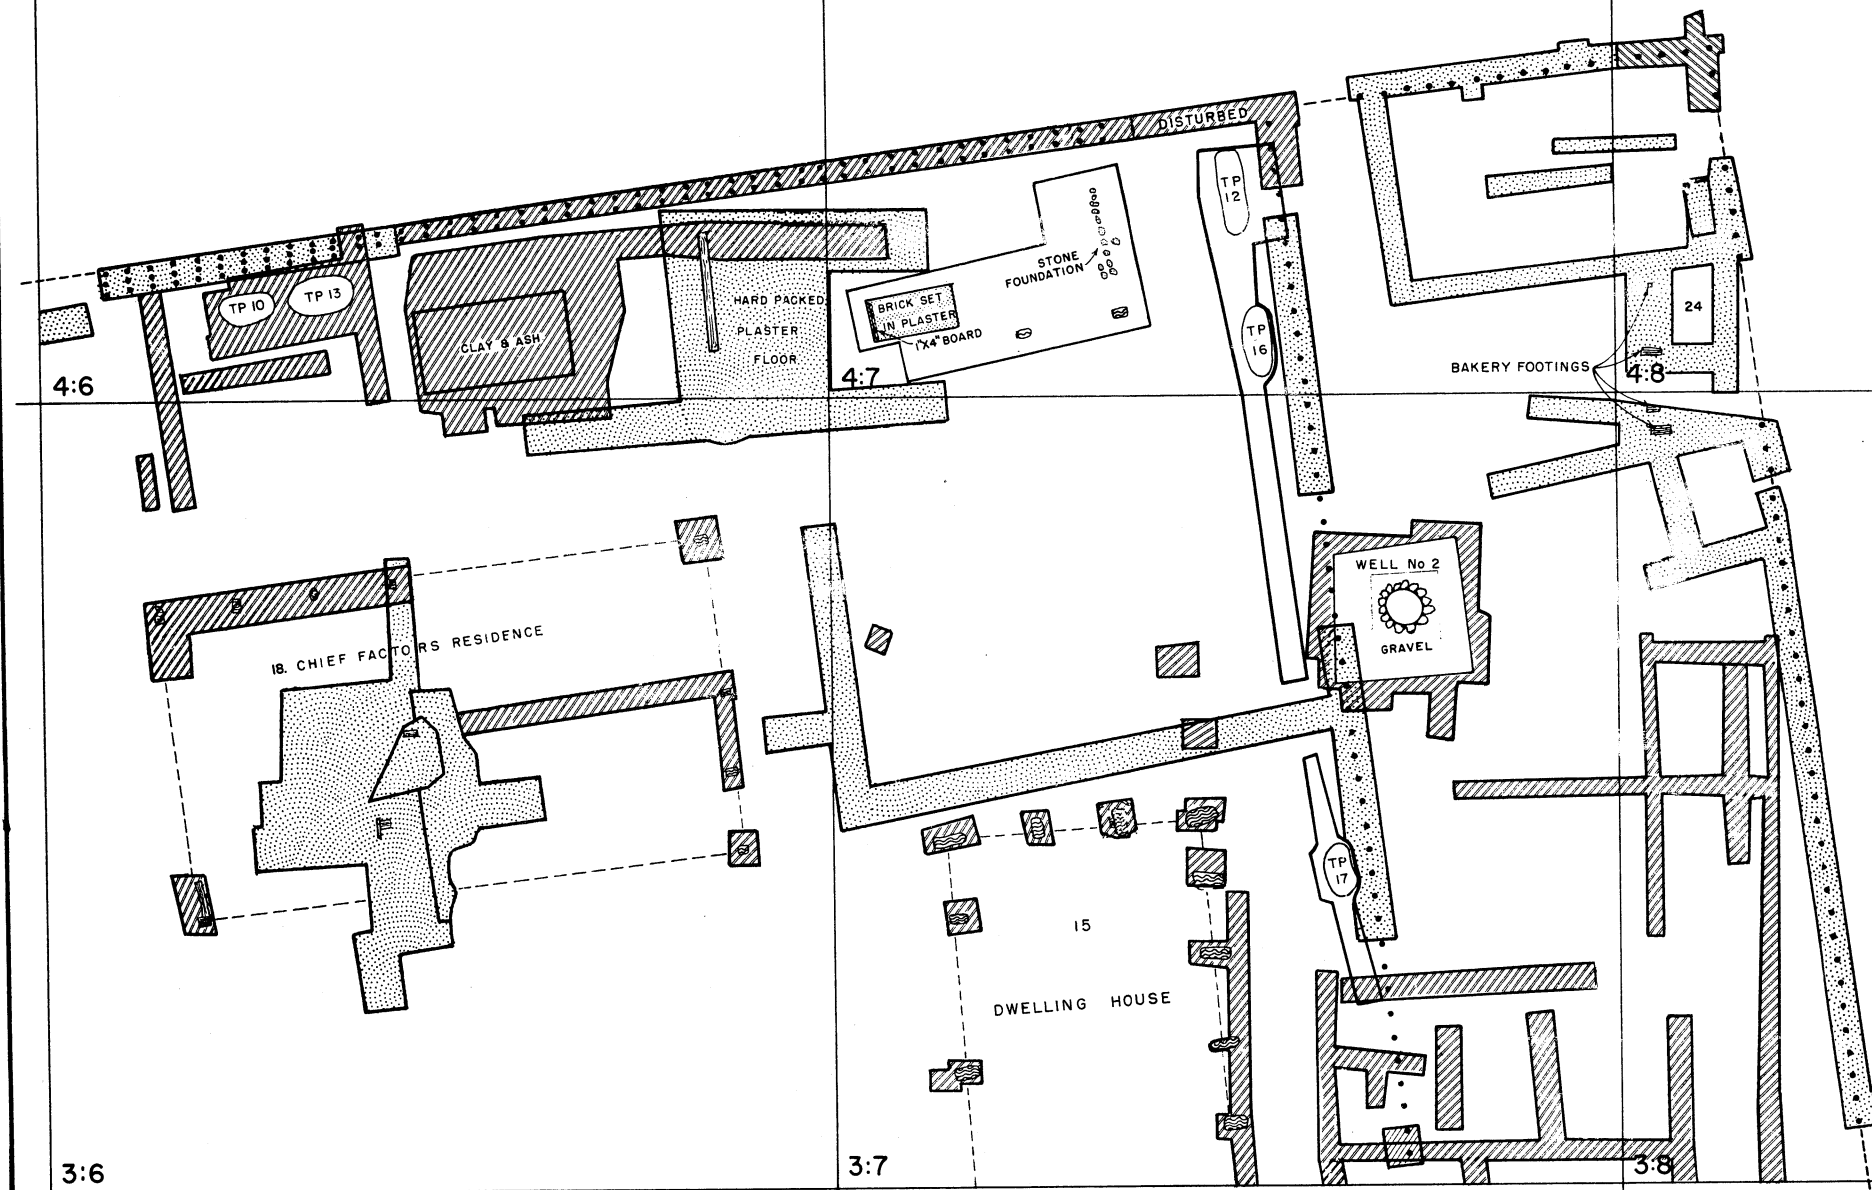 DISTURBED
TP
12
TP 10
TP 13
STONE
FOUNDATION
HARD PACKED
PLASTER
FLOOR
BRICK SET
IN PLASTER
1"X4" BOARD
CLAY & ASH
TP
16
24
BAKERY FOOTINGS
4:6
4:7
4:8
WELL No 2
GRAVEL
18. CHIEF FACTORS RESIDENCE
TP
17
15
DWELLING HOUSE
3:6
3:7
3:8